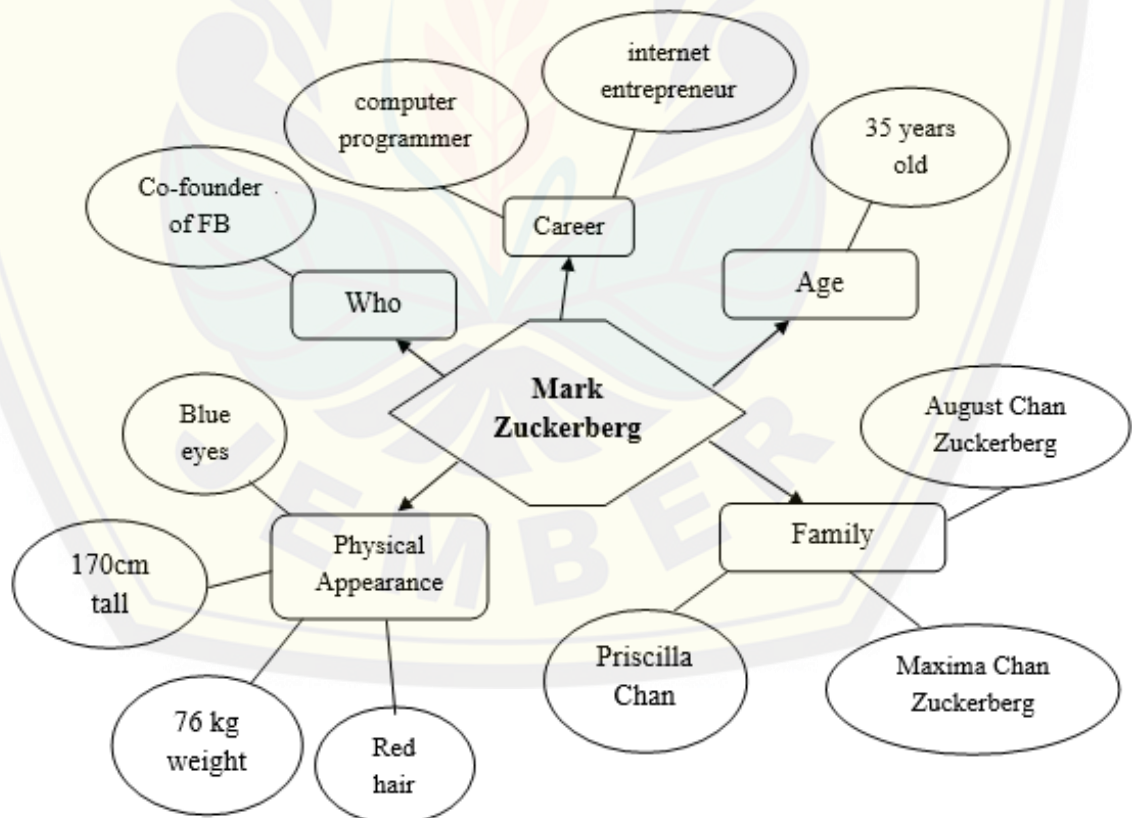 internet
entrepreneur
computer
programmer
35 years
old
Co-founder
of FB
Career
Age
Who
Mark
Zuckerberg
August Chan
Zuckerberg
Blue
eyes
Family
Physical
Appearance
170cm
tall
Priscilla
Chan
Maxima Chan
Zuckerberg
76 kg
weight
Red
hair
JEMBER